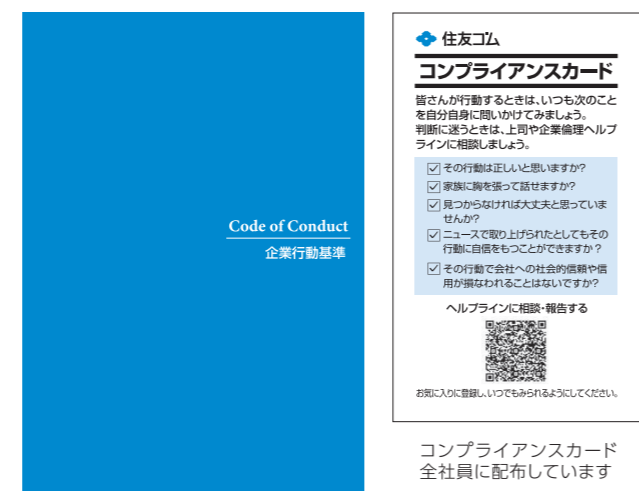 Code of Conduct
企業行動基準
住友ゴム
コンプライアンスカード
皆さんが行動するときは、いつも次のこと
を自分自身に問いかけてみましょう。
判断に迷うときは、上司や企業倫理ヘルプ
ラインに相談しましょう。
その行動は正しいと思いますか?
家族に胸を張って話せますか?
見つからなければ大丈夫と思っていま
せんか?
ニュースで取り上げられたとしてもその
行動に自信をもつことができますか?
その行動で会社への社会的信頼や信
用が損なわれることはないですか?
ヘルプラインに相談・報告する
お気に入りに登録し、いつでもみられるようにしてください。
コンプライアンスカード
全社員に配布しています